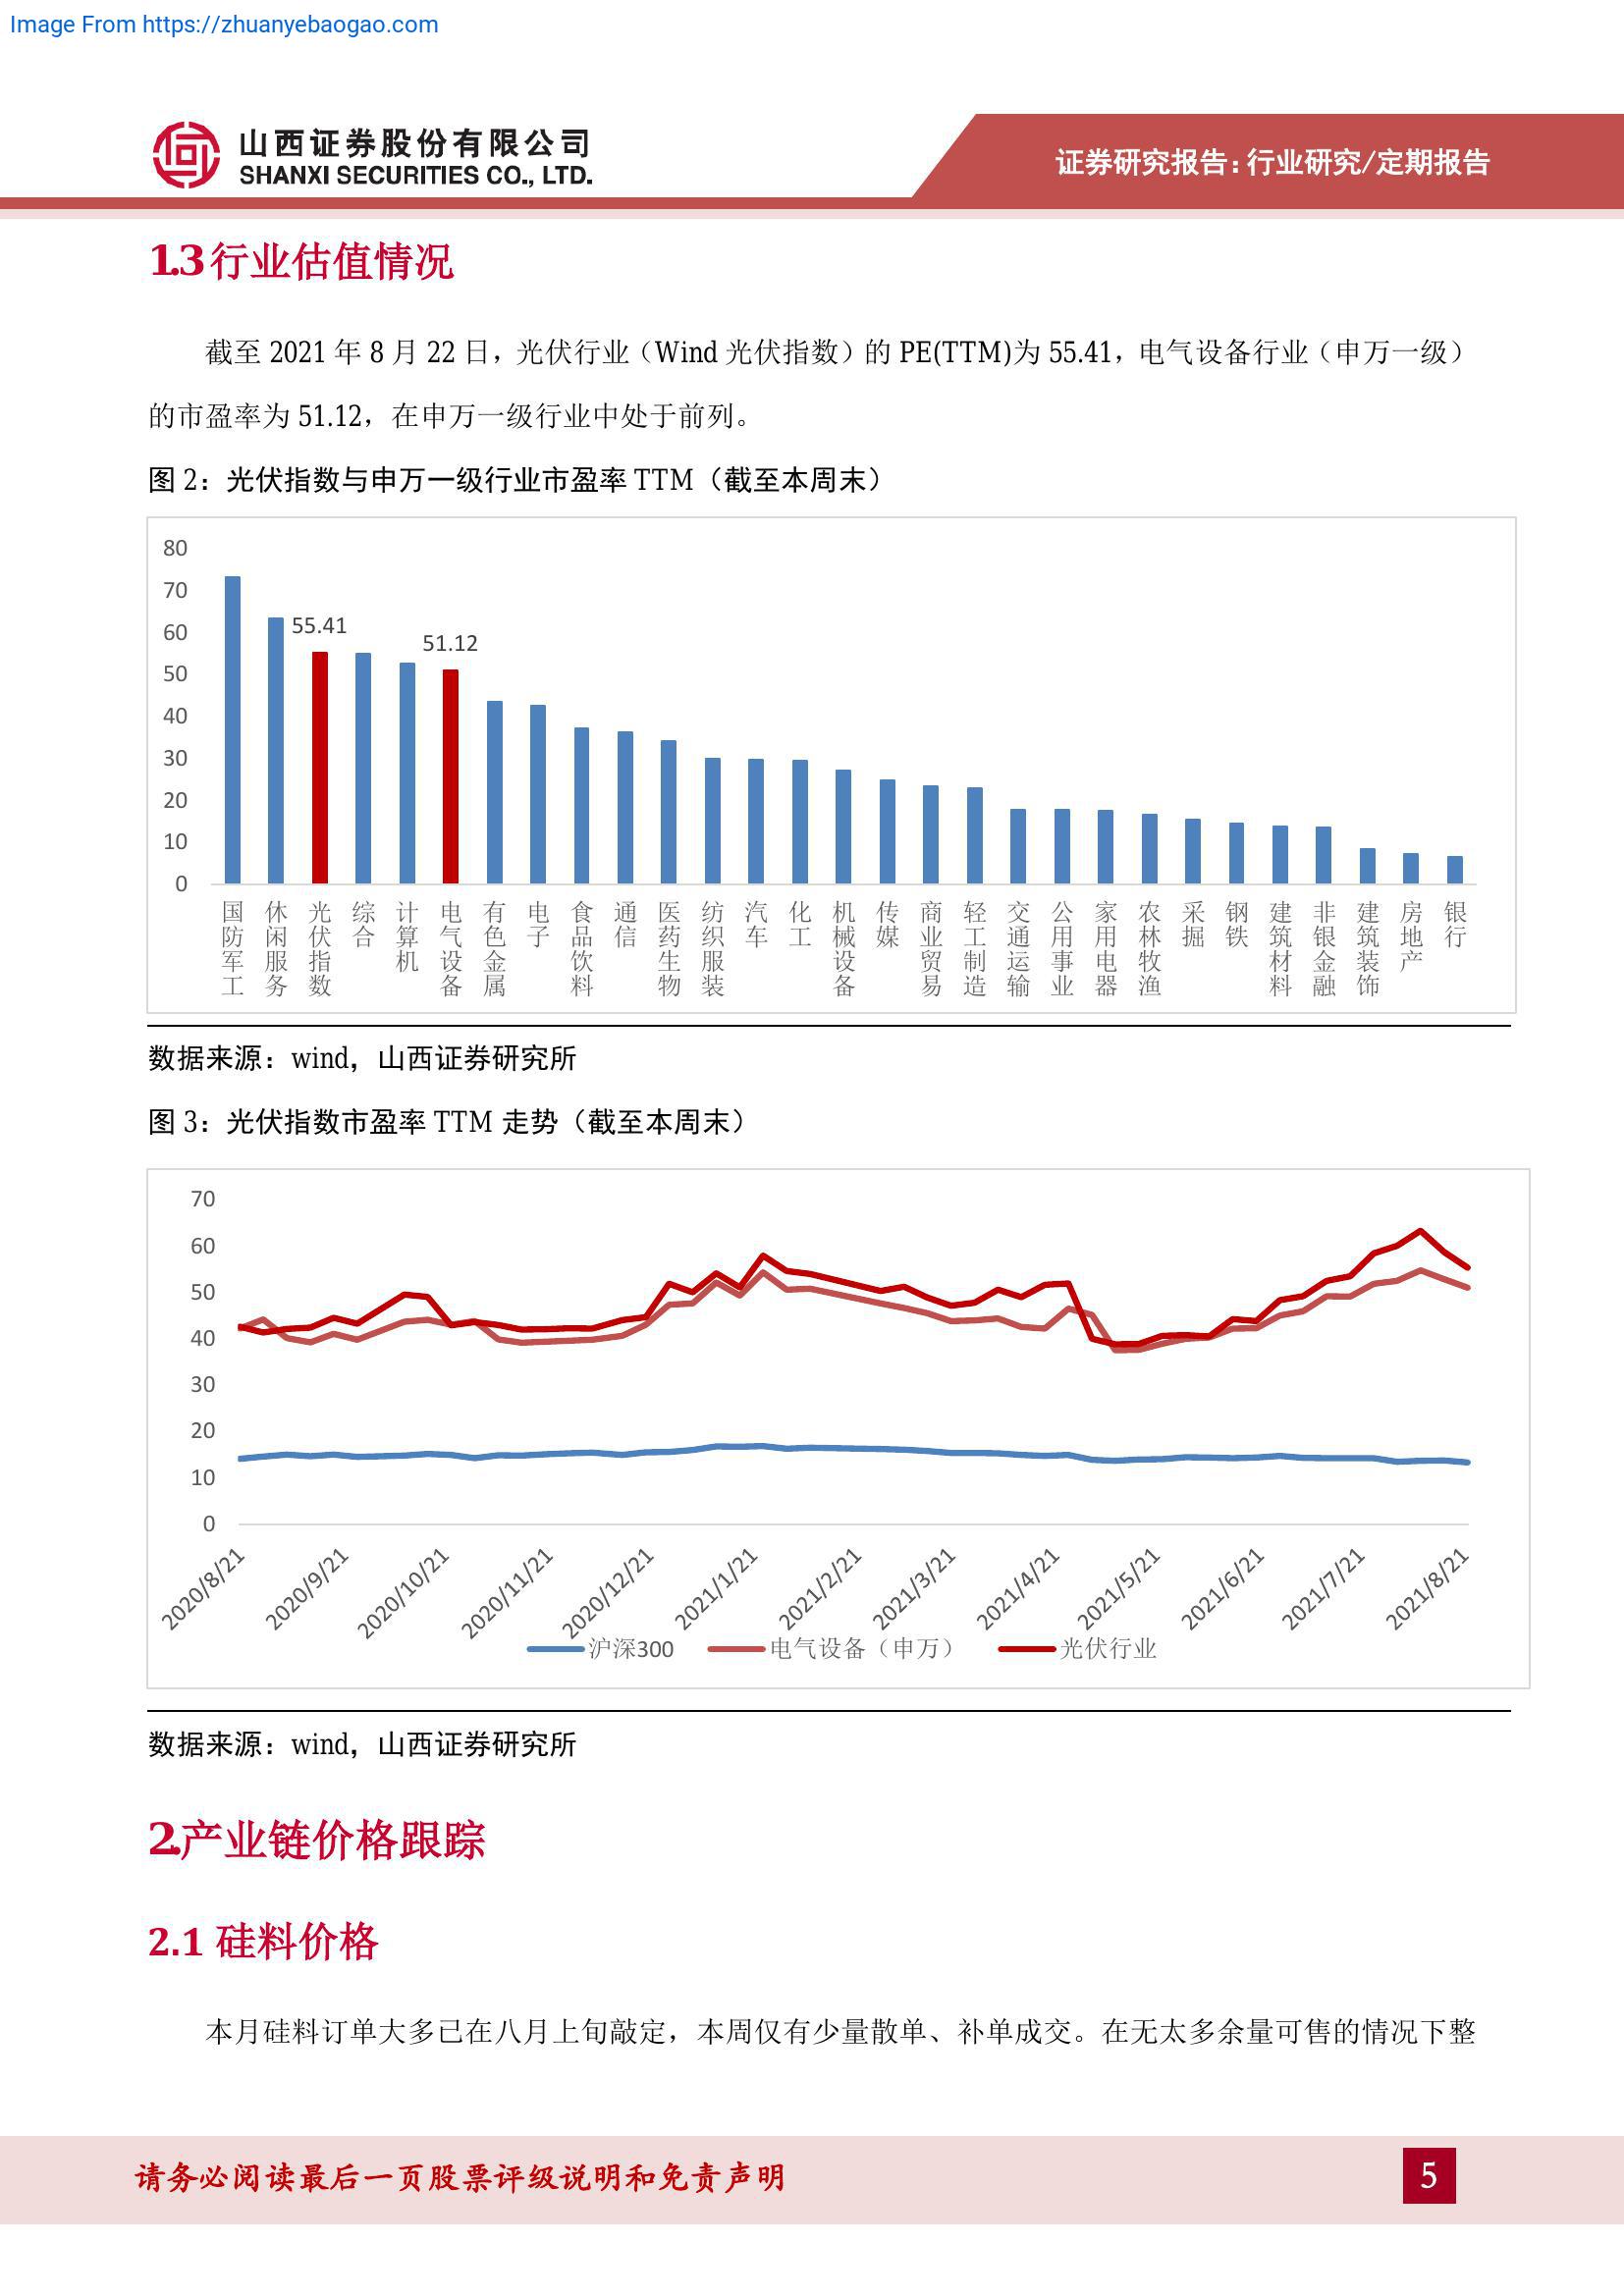 Image From https://zhuanyebaogao.com
山西证券股份有限公司
SHANXI SECURITIES CO., LTD.
证券研究报告：行业研究/定期报告
1.3 行业估值情况
截至 2021 年 8 月 22 日，光伏行业（Wind 光伏指数）的 PE(TTM)为 55.41，电气设备行业（申万一级）
的市盈率为 51.12，在申万一级行业中处于前列。
图 2：光伏指数与申万一级行业市盈率 TTM（截至本周末）
80
70
60
50
40
30
20
10
0
55.41
51.12
国防军工
休闲服务
光伏指数
综合
计算机
电气设备
有色金属
电子
食品饮料
通信
医药生物
纺织服装
汽车
化工
机械设备
传媒
商业贸易
轻工制造
交通运输
公用事业
家用电器
农林牧渔
采掘
钢铁
建筑材料
非银金融
建筑装饰
房地产
银行
数据来源：wind，山西证券研究所
图 3：光伏指数市盈率 TTM 走势（截至本周末）
70
60
50
40
30
20
10
0
2020/8/21
2020/9/21
2020/10/21
2020/11/21
2020/12/21
2021/1/21
2021/2/21
2021/3/21
2021/4/21
2021/5/21
2021/6/21
2021/7/21
2021/8/21
沪深300 电气设备（申万） 光伏行业
数据来源：wind，山西证券研究所
2.产业链价格跟踪
2.1 硅料价格
本月硅料订单大多已在八月上旬敲定，本周仅有少量散单、补单成交。在无太多余量可售的情况下整
请务必阅读最后一页股票评级说明和免责声明
5